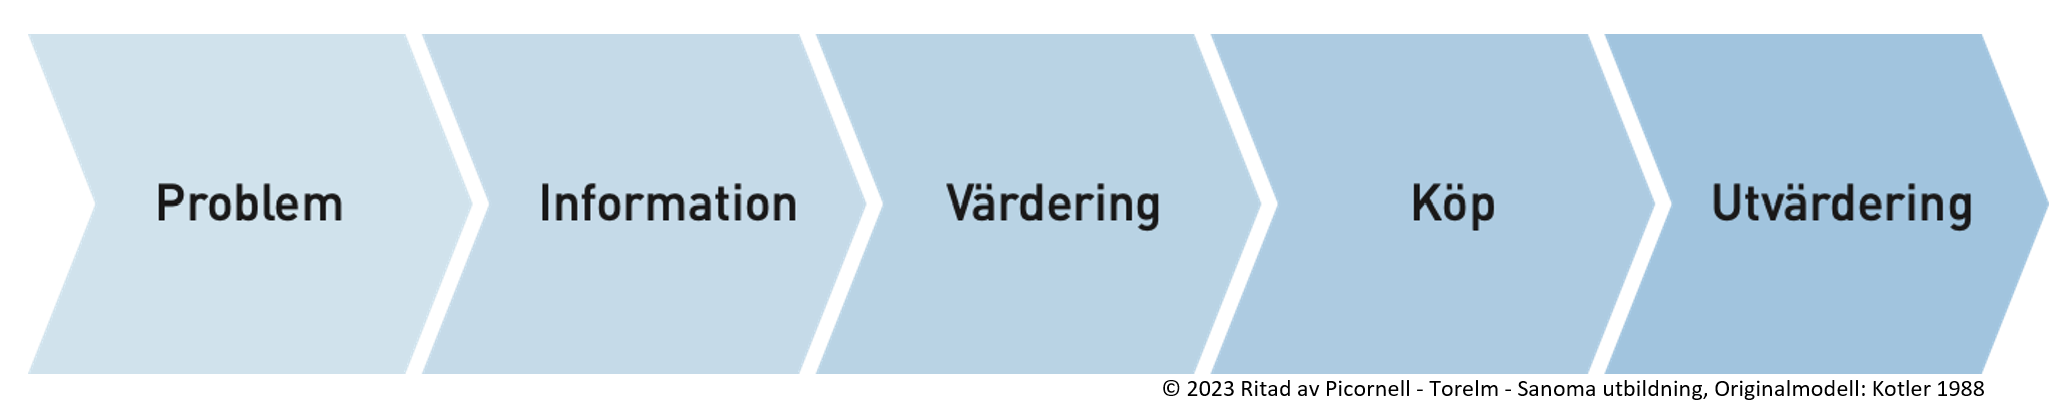 Problem
Information
Värdering
Köp
Utvärdering
© 2023 Ritad av Picornell - Torelm - Sanoma utbildning, Originalmodell: Kotler 1988